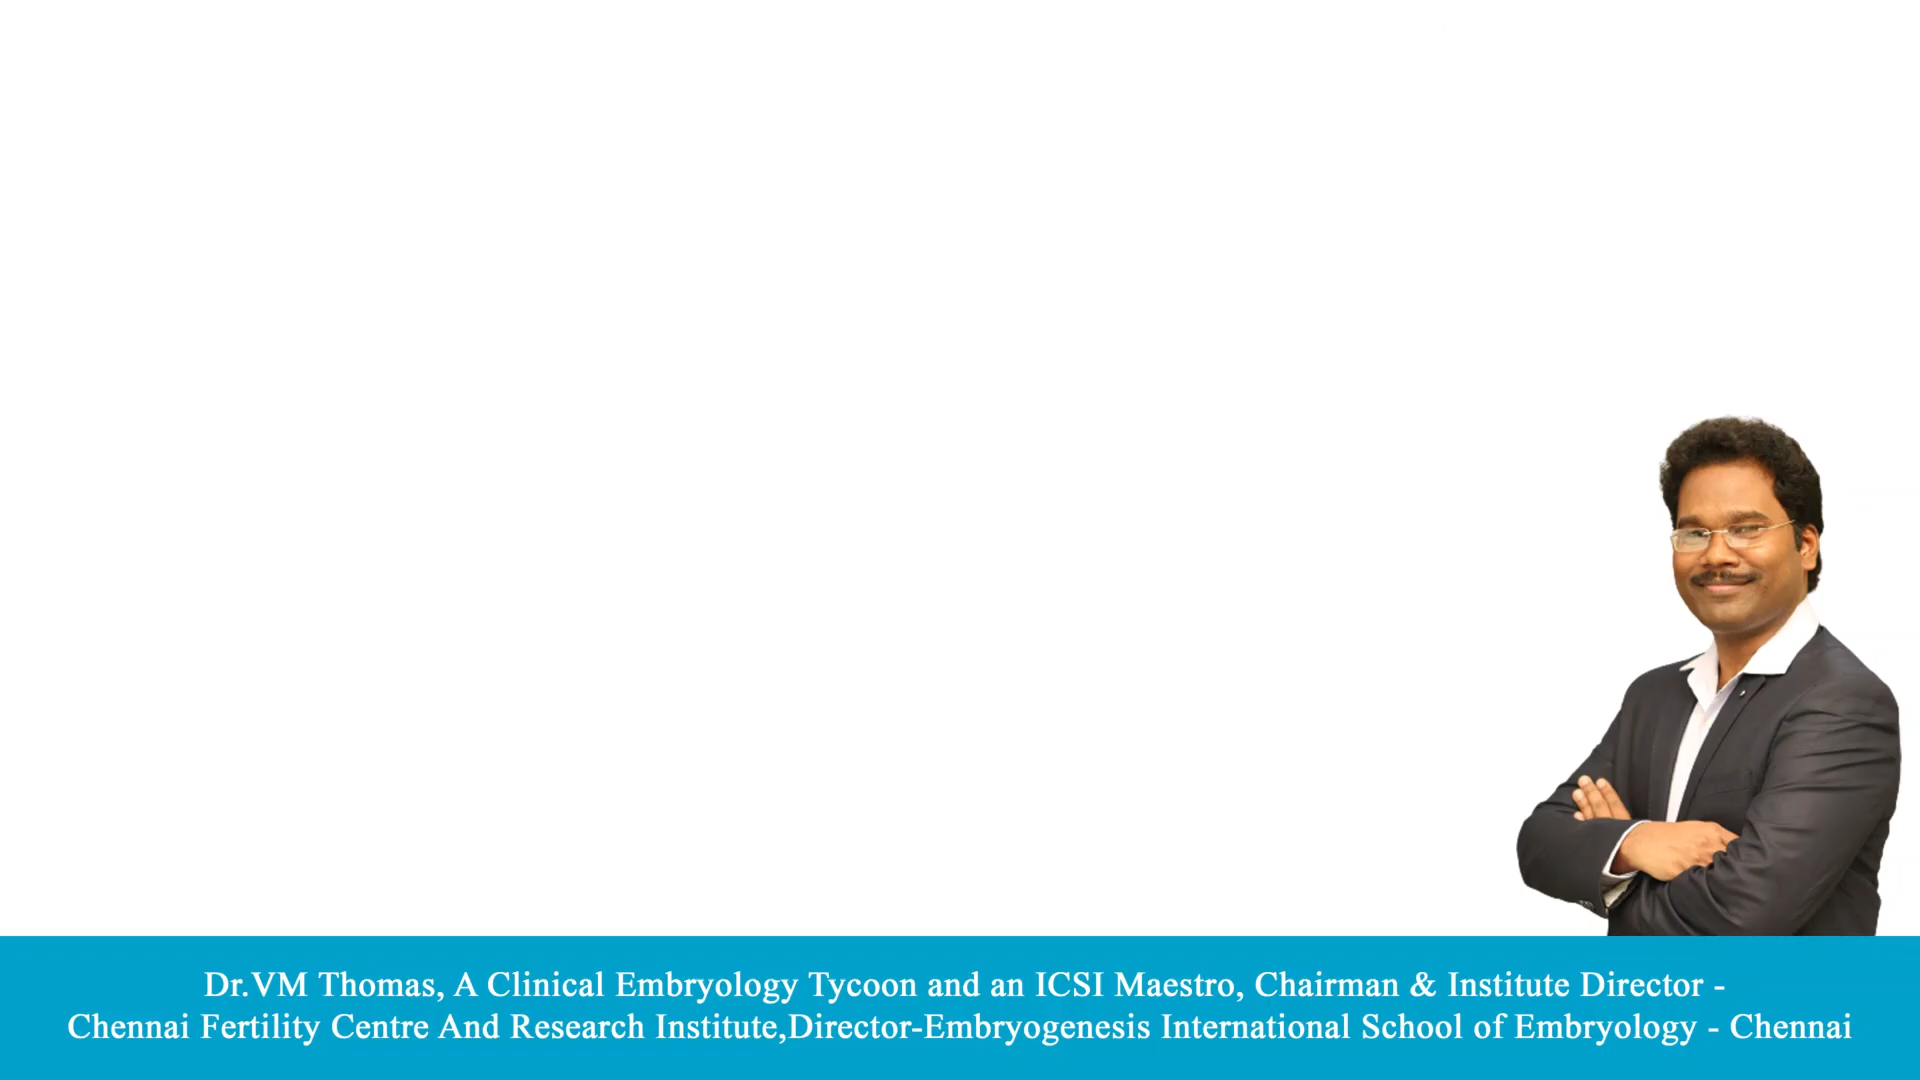 Dr.VM Thomas, A Clinical Embryology Tycoon and an ICSI Maestro, Chairman & Institute Director -
Chennai Fertility Centre And Research Institute,Director-Embryogenesis International School of Embryology - Chennai